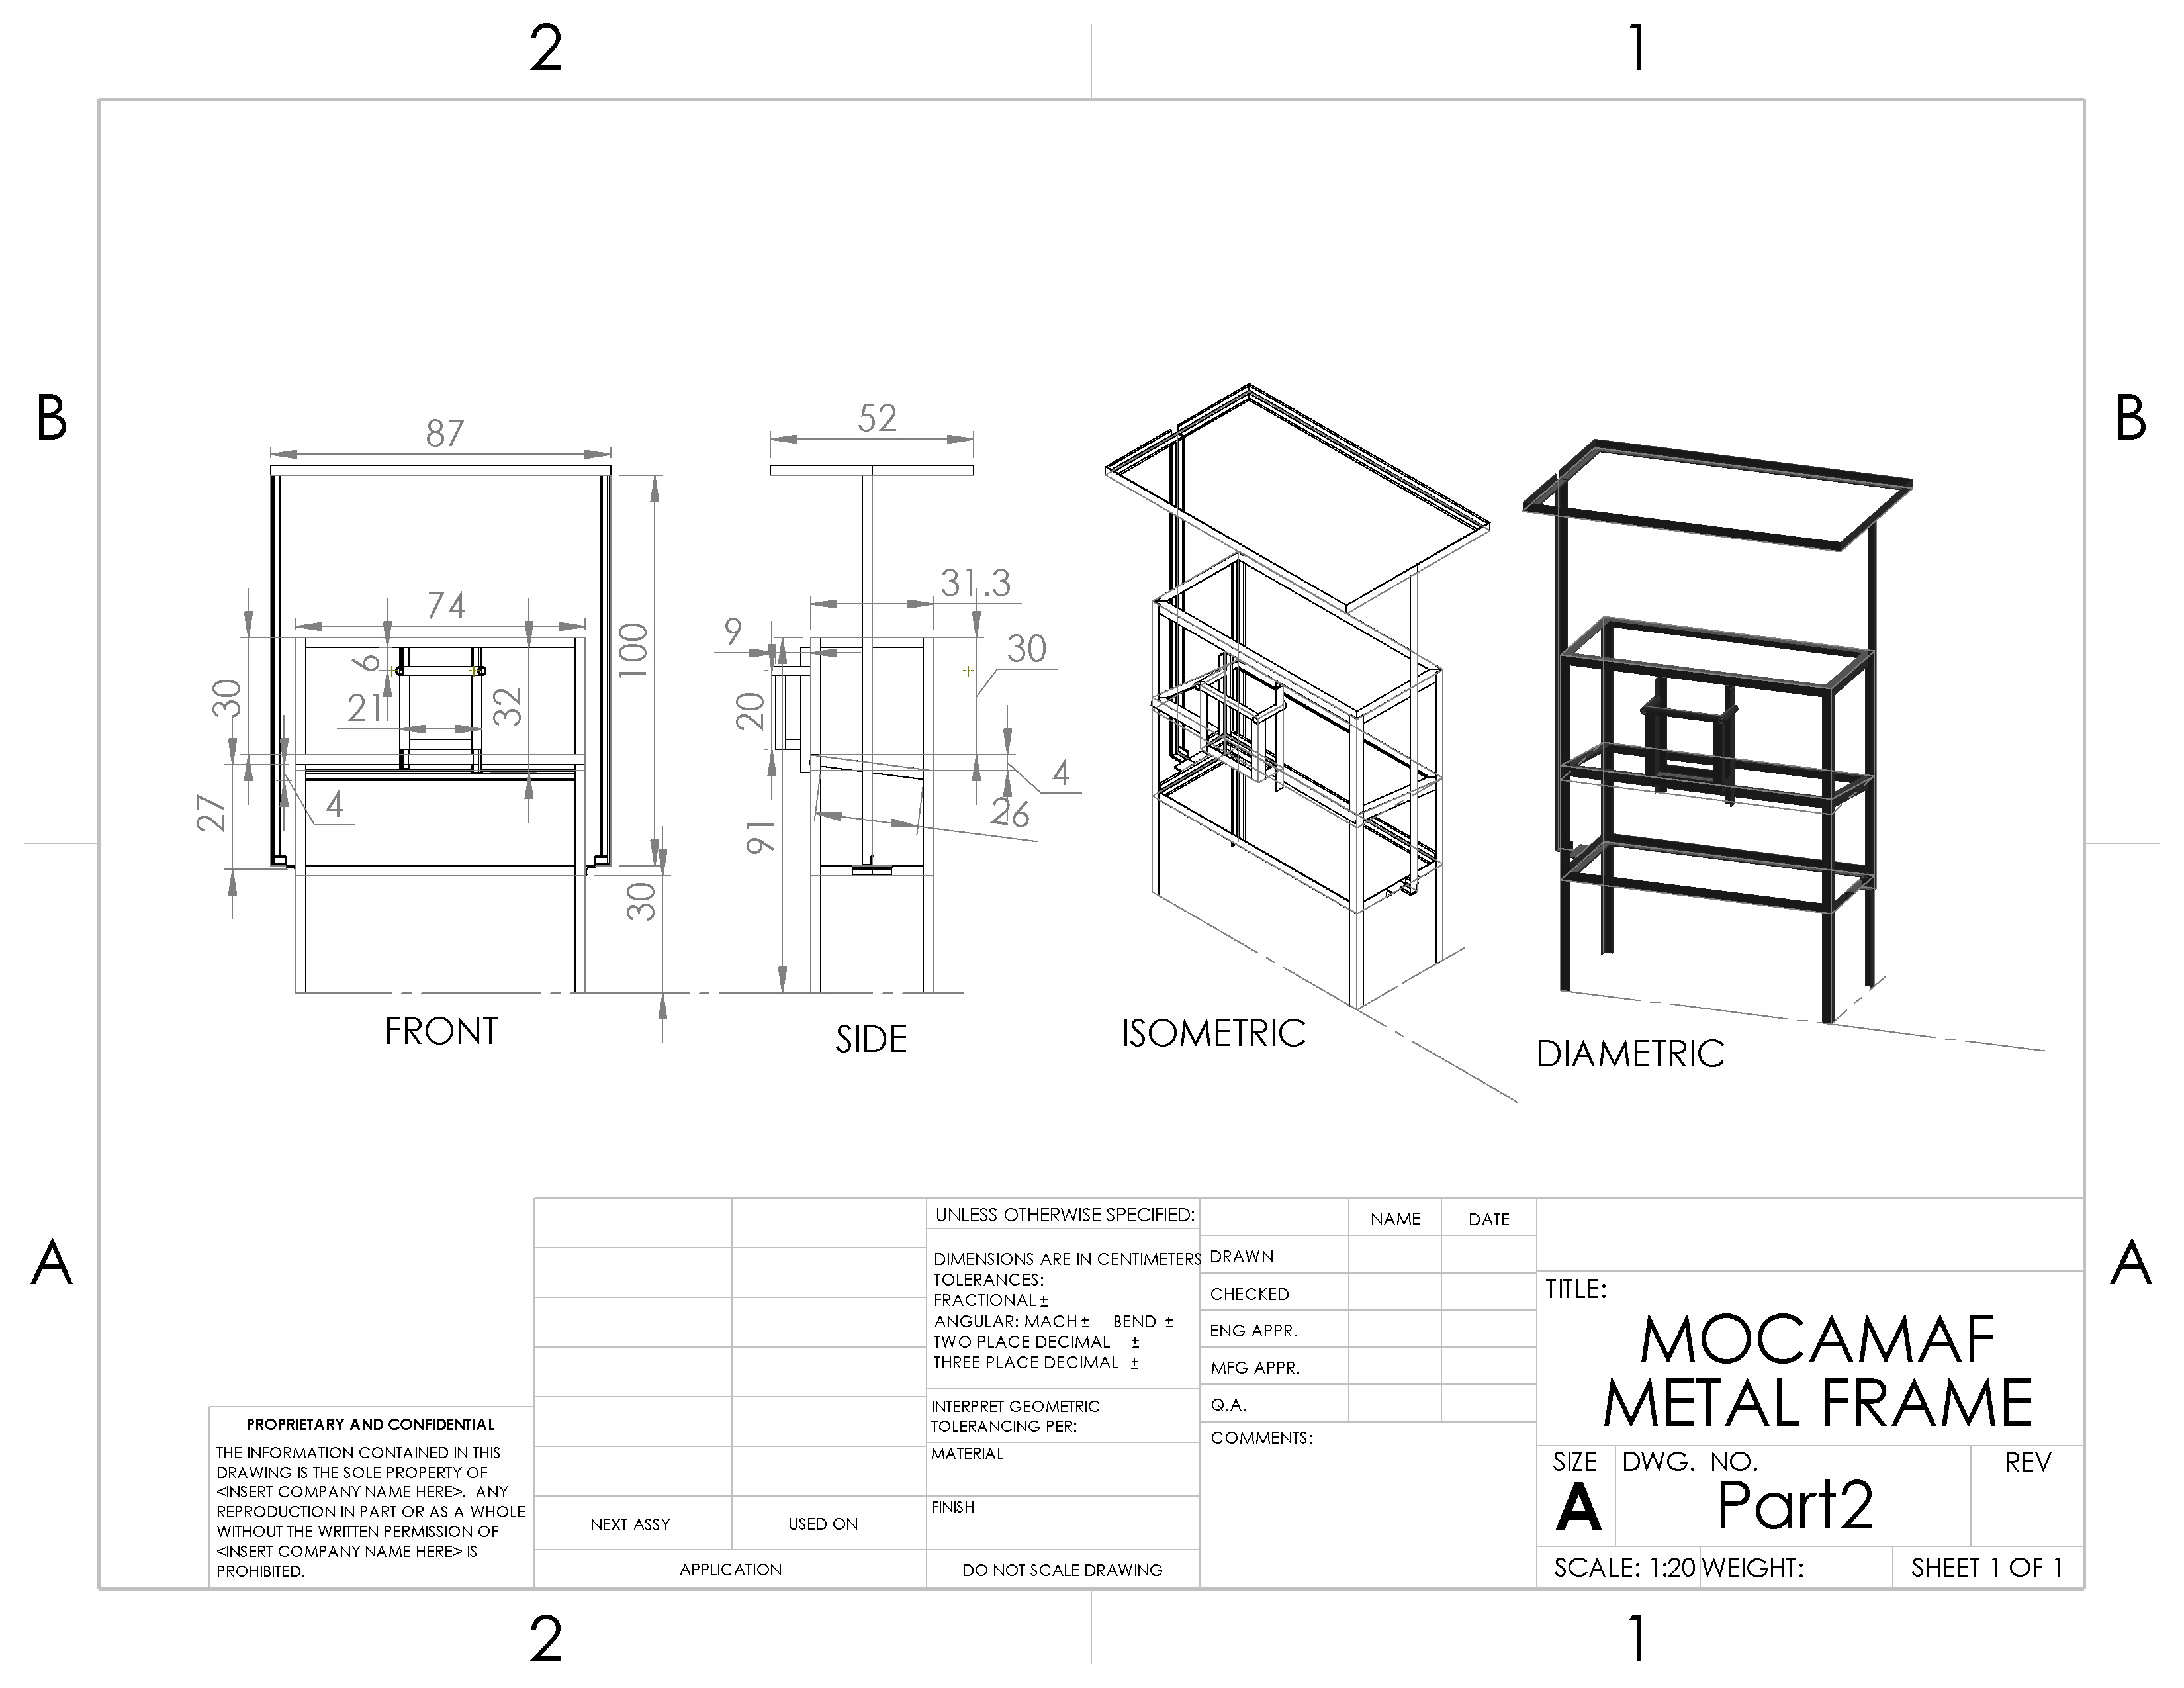 2
1
B
B
87
52
74
31.3
9
30
6
100
30
21
32
20
4
4
26
27
91
30
FRONT
SIDE
ISOMETRIC
DIAMETRIC
A
A
UNLESS OTHERWISE SPECIFIED:
DIMENSIONS ARE IN CENTIMETERS
TOLERANCES:
FRACTIONAL ±
ANGULAR: MACH ± BEND ±
TWO PLACE DECIMAL ±
THREE PLACE DECIMAL ±
INTERPRET GEOMETRIC
TOLERANCING PER:
MATERIAL
FINISH
DO NOT SCALE DRAWING
NAME
DATE
DRAWN
CHECKED
ENG APPR.
MFG APPR.
Q.A.
COMMENTS:
TITLE:
MOCAMAF
METAL FRAME
SIZE
A
DWG. NO.
Part2
REV
SCALE: 1:20
WEIGHT:
SHEET 1 OF 1
PROPRIETARY AND CONFIDENTIAL
THE INFORMATION CONTAINED IN THIS
DRAWING IS THE SOLE PROPERTY OF
<INSERT COMPANY NAME HERE>. ANY
REPRODUCTION IN PART OR AS A WHOLE
WITHOUT THE WRITTEN PERMISSION OF
<INSERT COMPANY NAME HERE> IS
PROHIBITED.
NEXT ASSY
USED ON
APPLICATION
2
1